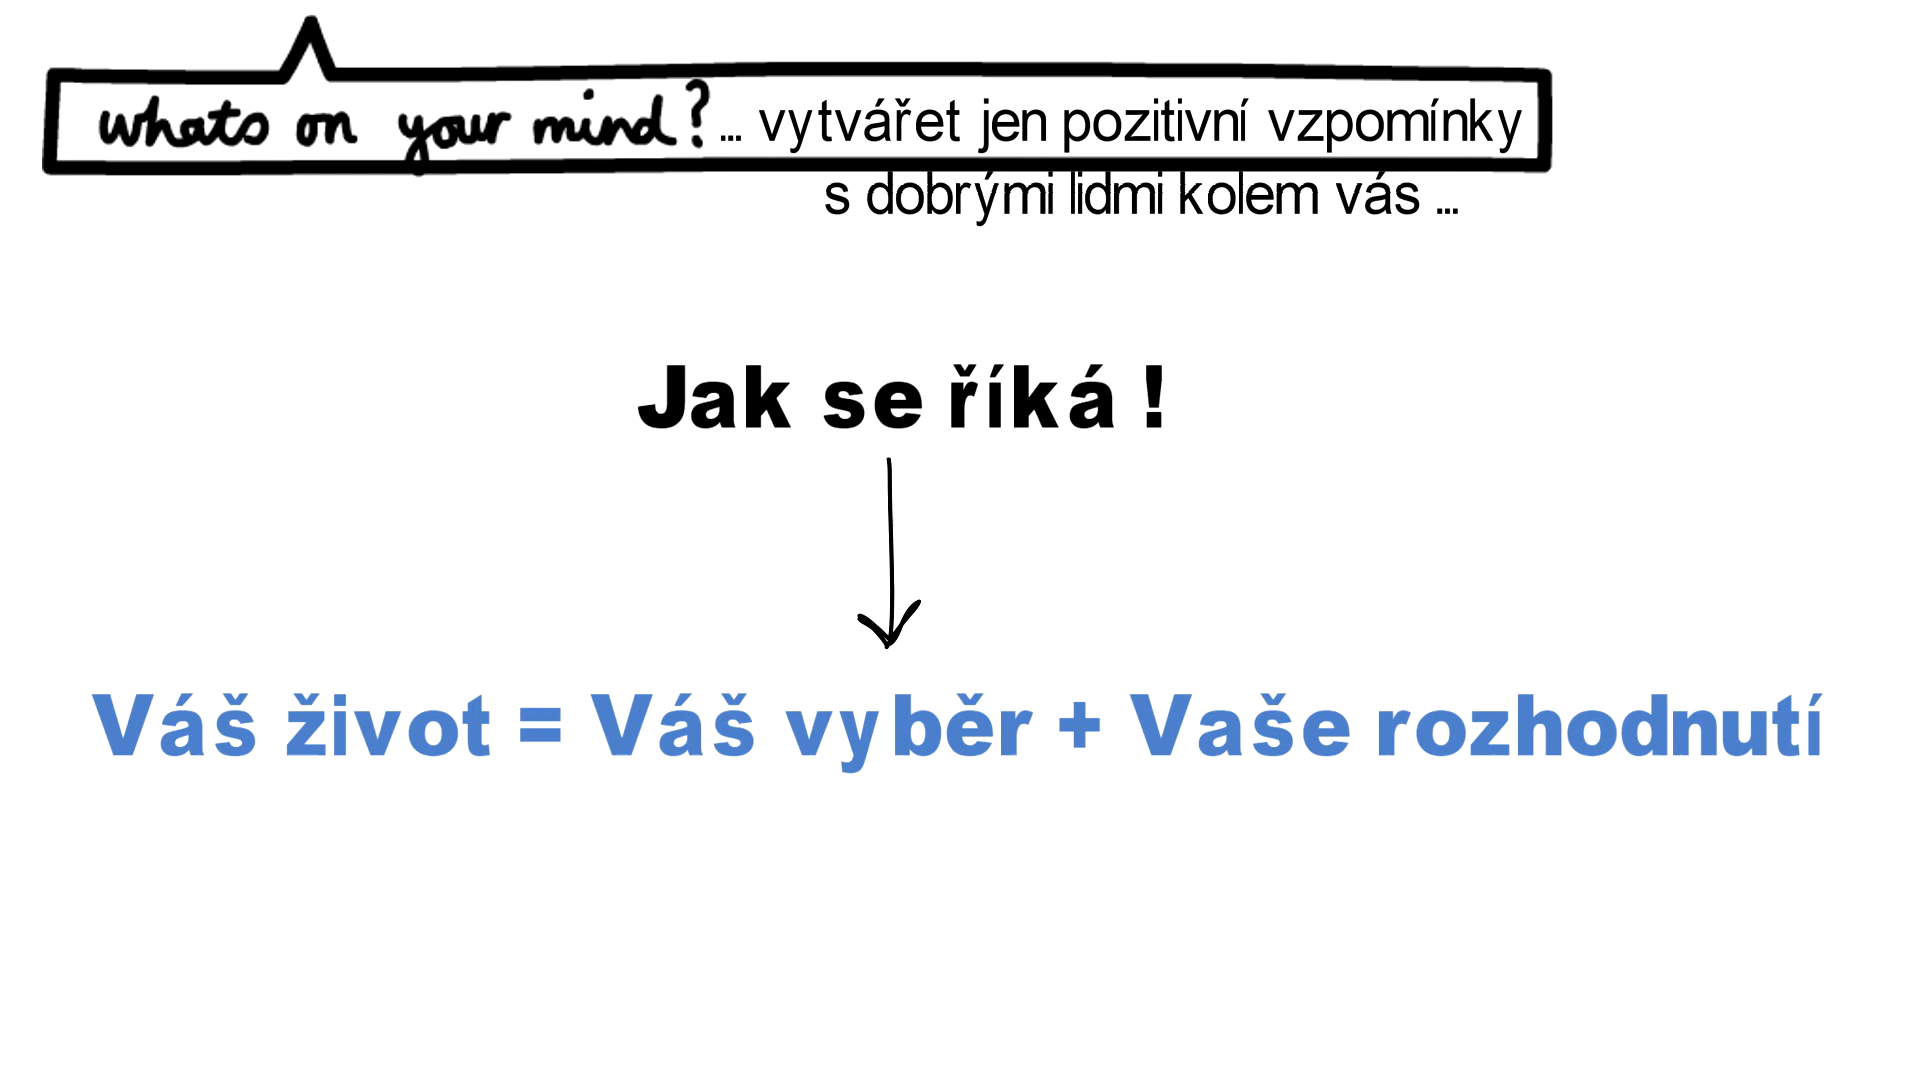 whats on your mind? ... vytvářet jen pozitivní vzpomínky
s dobrými lidmi kolem vás ...
Jak se říká !
Váš život = Váš vyběr + Vaše rozhodnutí